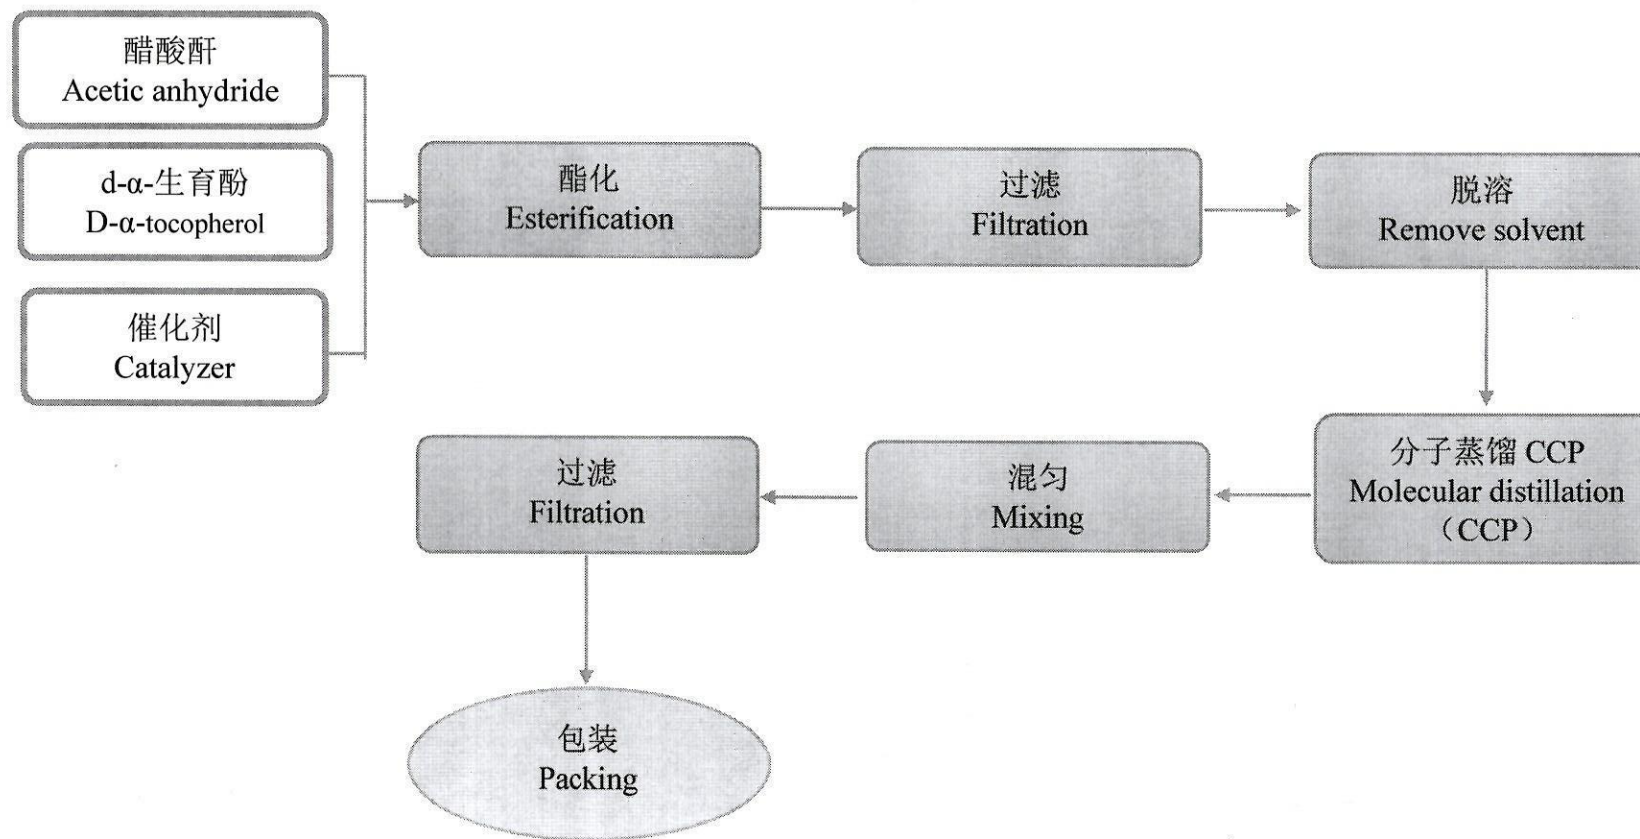 醋酸酐
Acetic anhydride
d-α-生育酚
D-α-tocopherol
催化剂
Catalyzer
酯化
Esterification
过滤
Filtration
脱溶
Remove solvent
分子蒸馏 CCP
Molecular distillation
（CCP）
混匀
Mixing
过滤
Filtration
包装
Packing